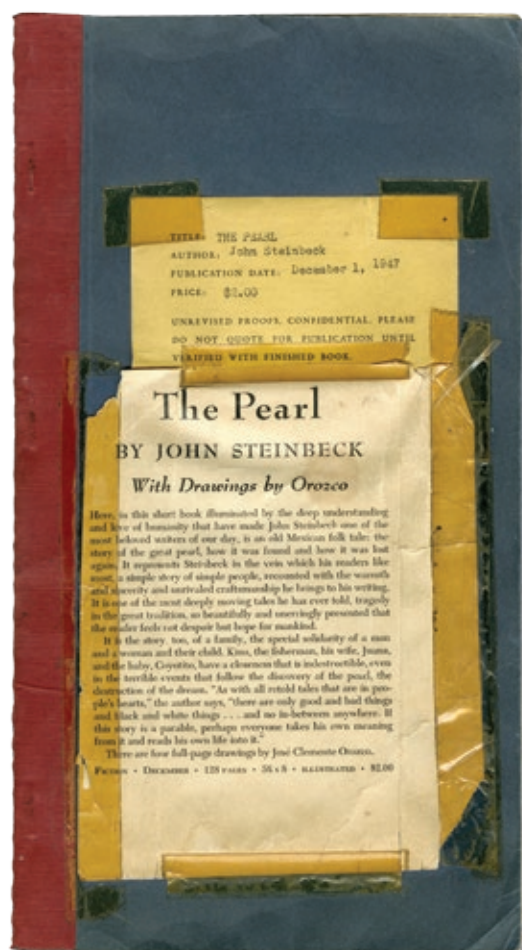 TITLE: THE PEARL
AUTHOR: John Steinbeck
PUBLICATION DATE: December 1, 1947
PRICE: $2.00
UNREVISED PROOFS. CONFIDENTIAL. PLEASE
DO NOT QUOTE FOR PUBLICATION UNTIL
VERIFIED WITH FINISHED BOOK.
The Pearl
BY JOHN STEINBECK
With Drawings by Orozco
Here, in this short book illuminated by the deep understanding
and love of humanity that have made John Steinbeck one of the
most beloved writers of our day, is an old Mexican folk tale: the
story of the great pearl, how it was found and how it was lost
again. It represents Steinbeck in the vein which his readers like
most, a simple story of simple people, recounted with the warmth
and sincerity and unrivaled craftsmanship he brings to his writing.
It is one of the most deeply moving tales he has ever told, tragedy
in the great tradition, so beautifully and unerringly presented that
the reader feels not despair but hope for mankind.
It is the story, too, of a family, the special solidarity of a man
and a woman and their child. Kino, the fisherman, his wife, Juana,
and the baby, Coyotito, have a closeness that is indestructible, even
in the terrible events that follow the discovery of the pearl, the
destruction of the dream. "As with all retold tales that are in peo-
ple's hearts," the author says, "there are only good and bad things
and black and white things . . . and no in-between anywhere. If
this story is a parable, perhaps everyone takes his own meaning
from it and reads his own life into it."
There are four full-page drawings by José Clemente Orozco.
FICTION • DECEMBER • 128 PAGES • x 8 • ILLUSTRATED • $2.00